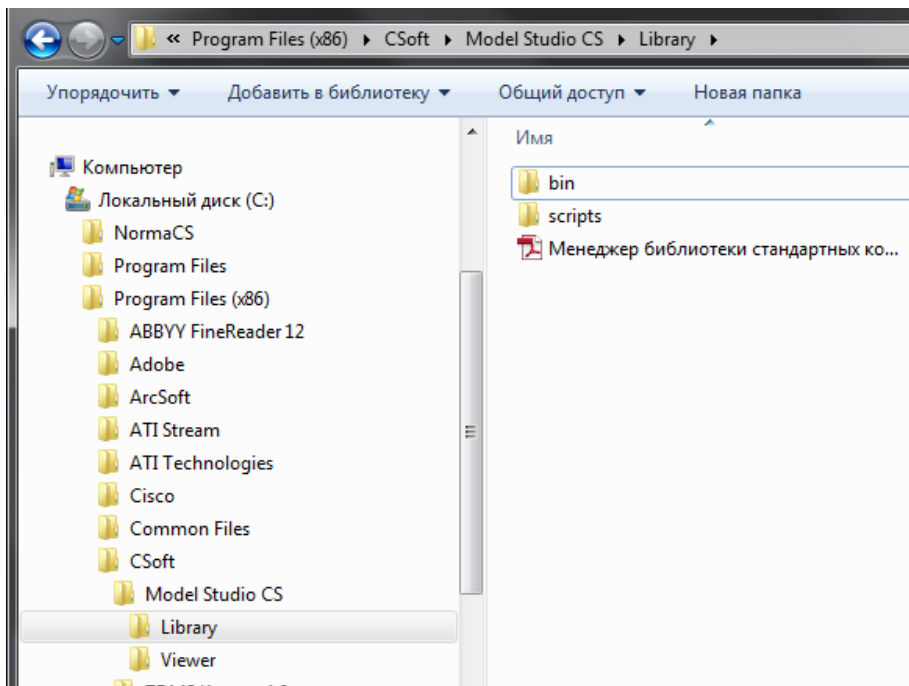 « Program Files (x86) ▸ CSoft ▸ Model Studio CS ▸ Library ▸
Упорядочить ▼ Добавить в библиотеку ▼ Общий доступ ▼ Новая папка
Компьютер
Локальный диск (C:)
NormaCS
Program Files
Program Files (x86)
ABBYY FineReader 12
Adobe
ArcSoft
ATI Stream
ATI Technologies
Cisco
Common Files
CSoft
Model Studio CS
Library
Viewer
Имя
bin
scripts
Менеджер библиотеки стандартных ко...